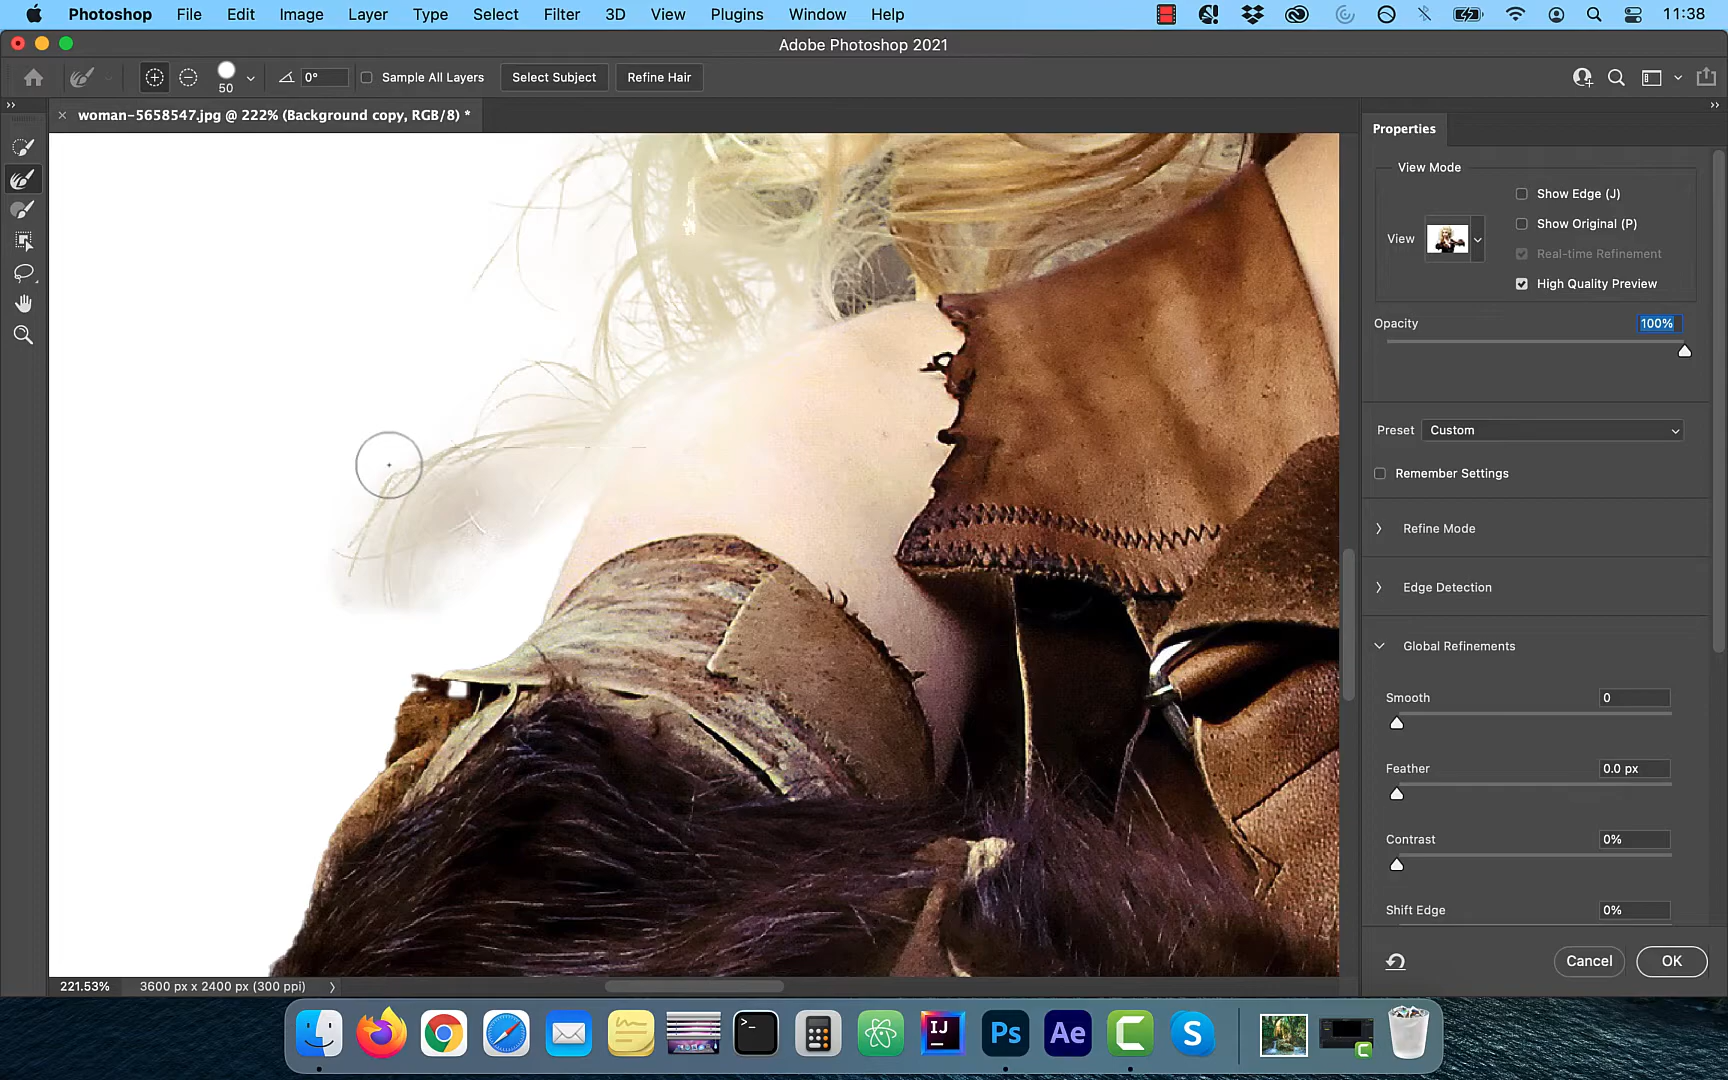 Photoshop File Edit Image Layer Type Select Filter 3D View Plugins Window Help 11:38
Adobe Photoshop 2021
50 0° Sample All Layers Select Subject Refine Hair
woman-5658547.jpg @ 222% (Background copy, RGB/8) *
Properties
View Mode
Show Edge (J)
Show Original (P)
View
Real-time Refinement
High Quality Preview
Opacity 100%
Preset Custom
Remember Settings
Refine Mode
Edge Detection
Global Refinements
Smooth 0
Feather 0.0 px
Contrast 0%
Shift Edge 0%
Cancel OK
221.53% 3600 px x 2400 px (300 ppi)
>_ IJ Ps Ae C S